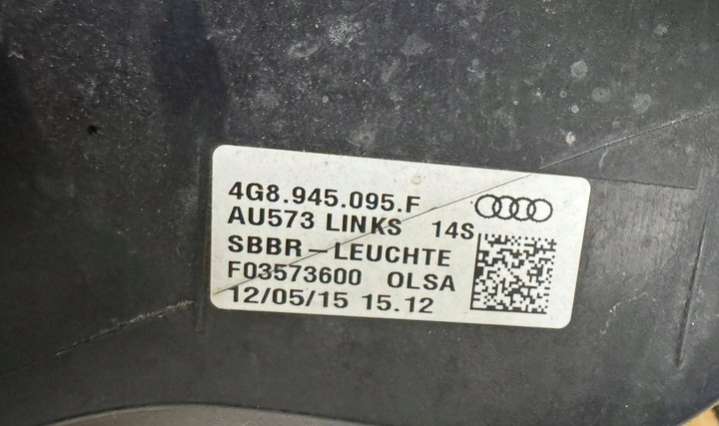 4G8.945.095.F
AU573 LINKS 14S
SBBR-LEUCHTE
F03573600 OLSA
12/05/15 15.12